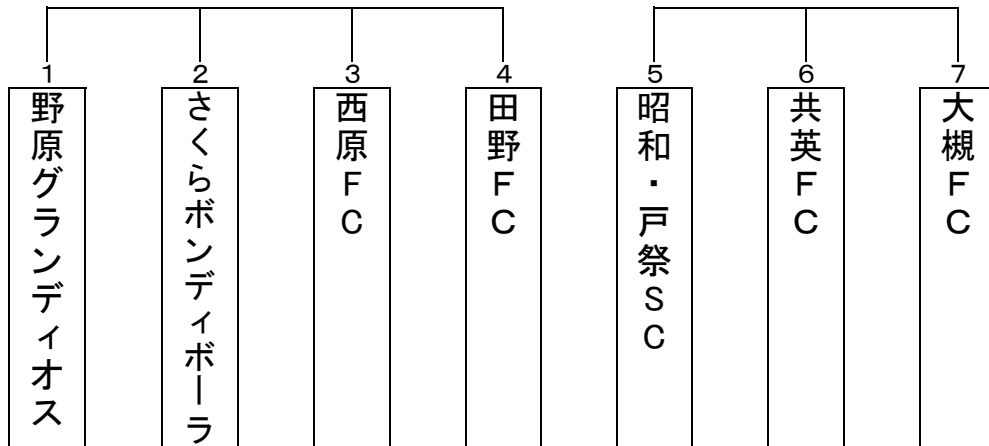 1
野原グランディオス
2
さくらボンディボーラ
3
西原FC
4
田野FC
5
昭和・戸祭SC
6
共英FC
7
大槻FC